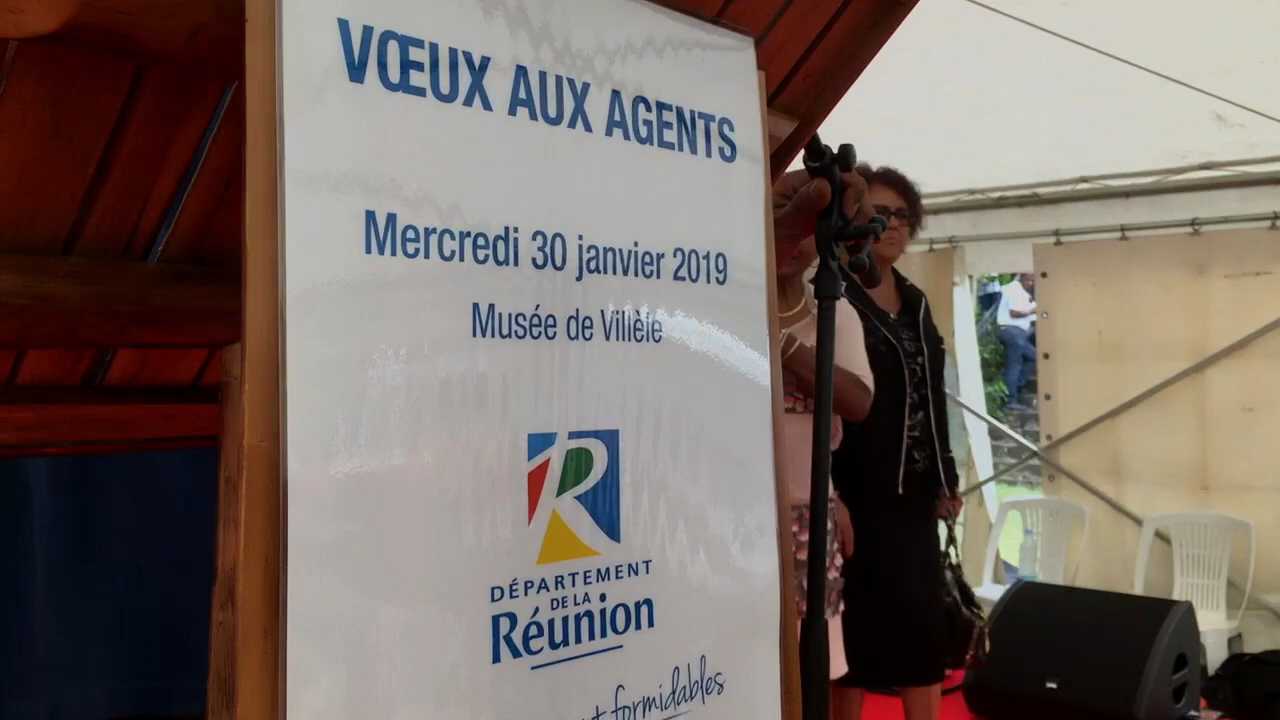 VŒUX AUX AGENTS
Mercredi 30 janvier 2019
Musée de Villèle
DÉPARTEMENT
DE LA
Réunion
formidables